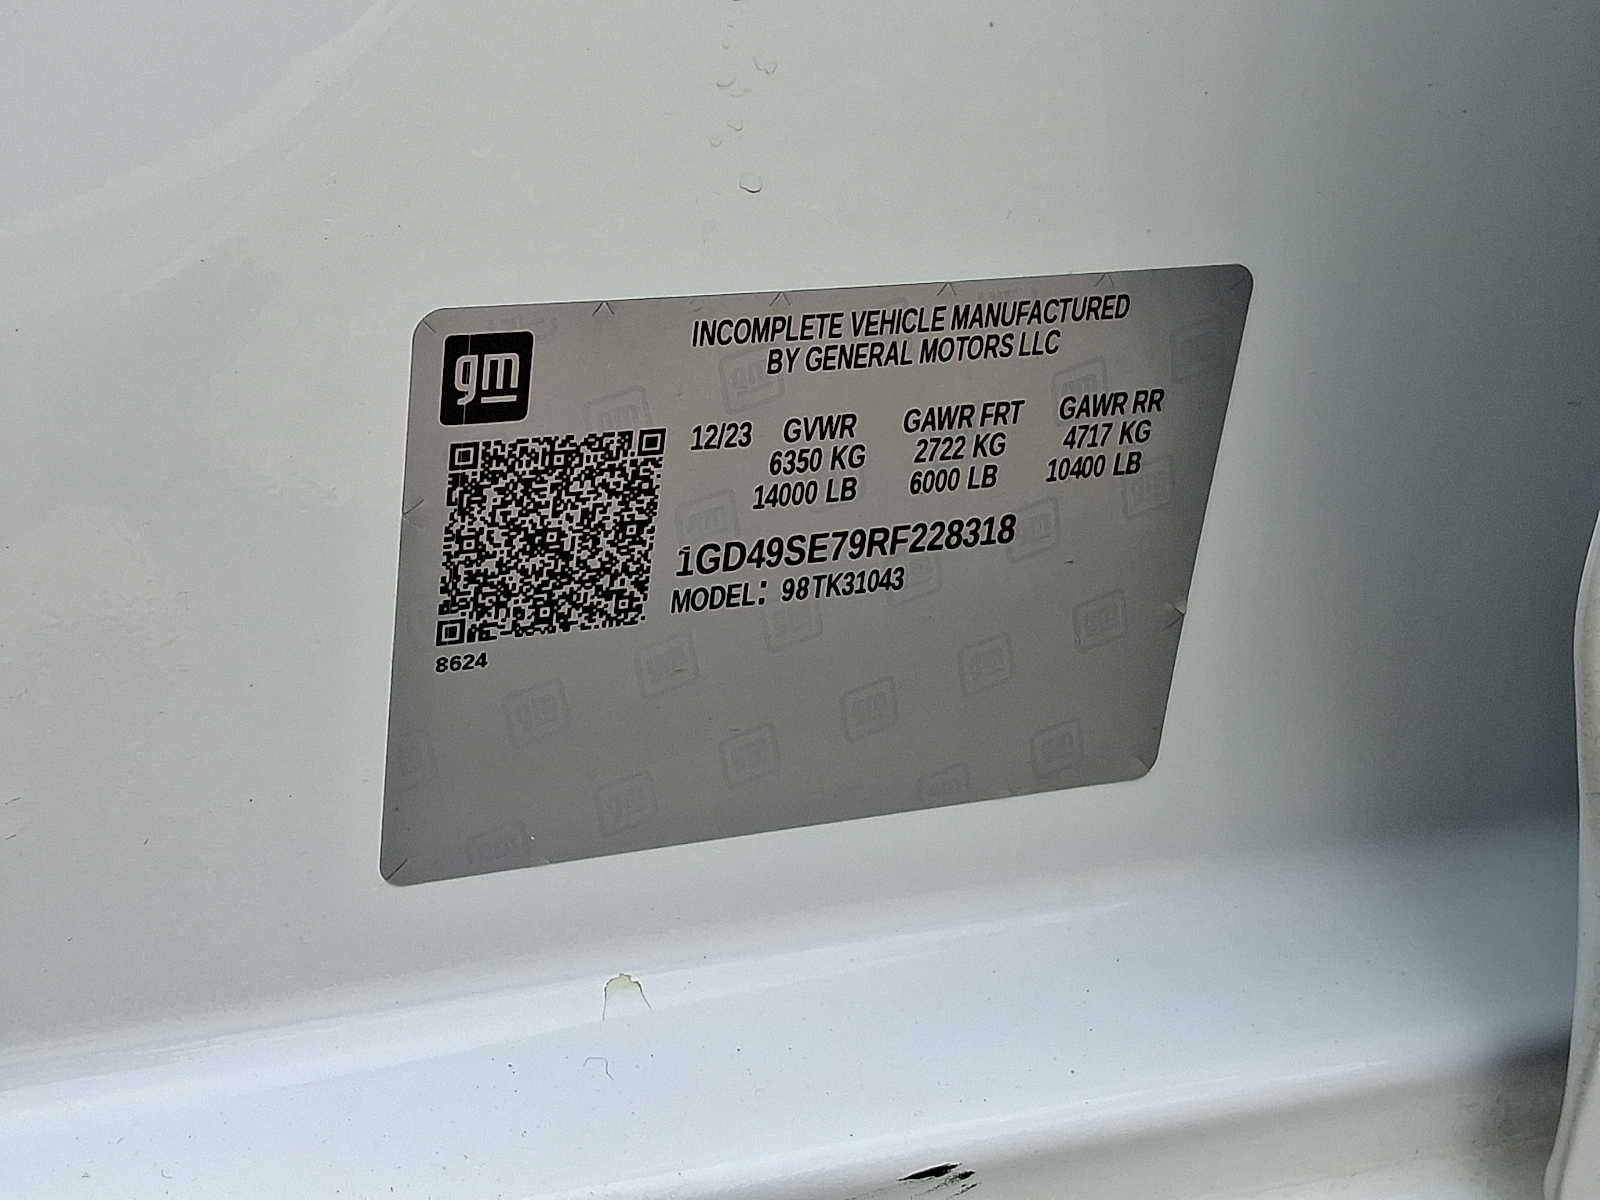 gm
INCOMPLETE VEHICLE MANUFACTURED
BY GENERAL MOTORS LLC
12/23 GVWR GAWR FRT GAWR RR
6350 KG 2722 KG 4717 KG
14000 LB 6000 LB 10400 LB
1GD49SE79RF228318
MODEL: 98TK31043
8624